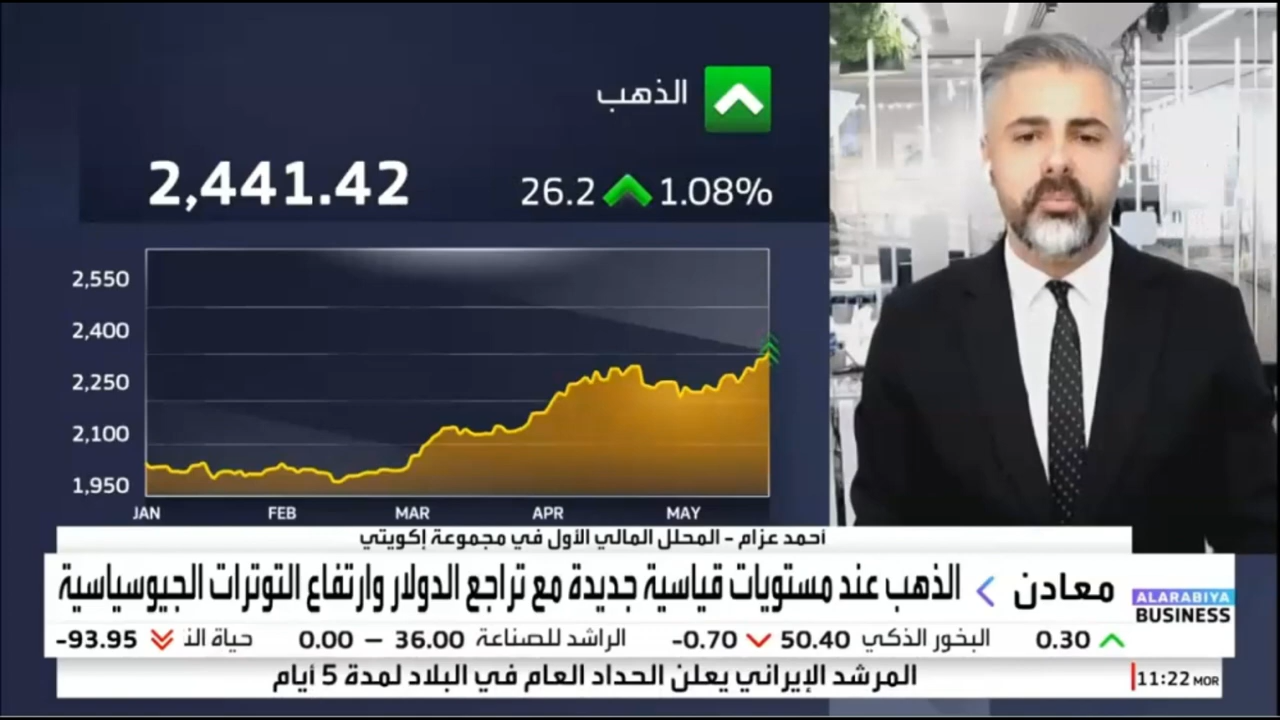 الذهب
2,441.42 26.2 1.08%
2,550
2,400
2,250
2,100
1,950
JAN FEB MAR APR MAY
أحمد عزام - المحلل المالي الأول في مجموعة إكويتي
معادن
الذهب عند مستويات قياسية جديدة مع تراجع الدولار وارتفاع التوترات الجيوسياسية
ALARABIYA
BUSINESS
0.30 البخور الذكي 50.40 -0.70 الراشد للصناعة 36.00 – 0.00 حياة الن -93.95
المرشد الإيراني يعلن الحداد العام في البلاد لمدة 5 أيام
11:22 MOR